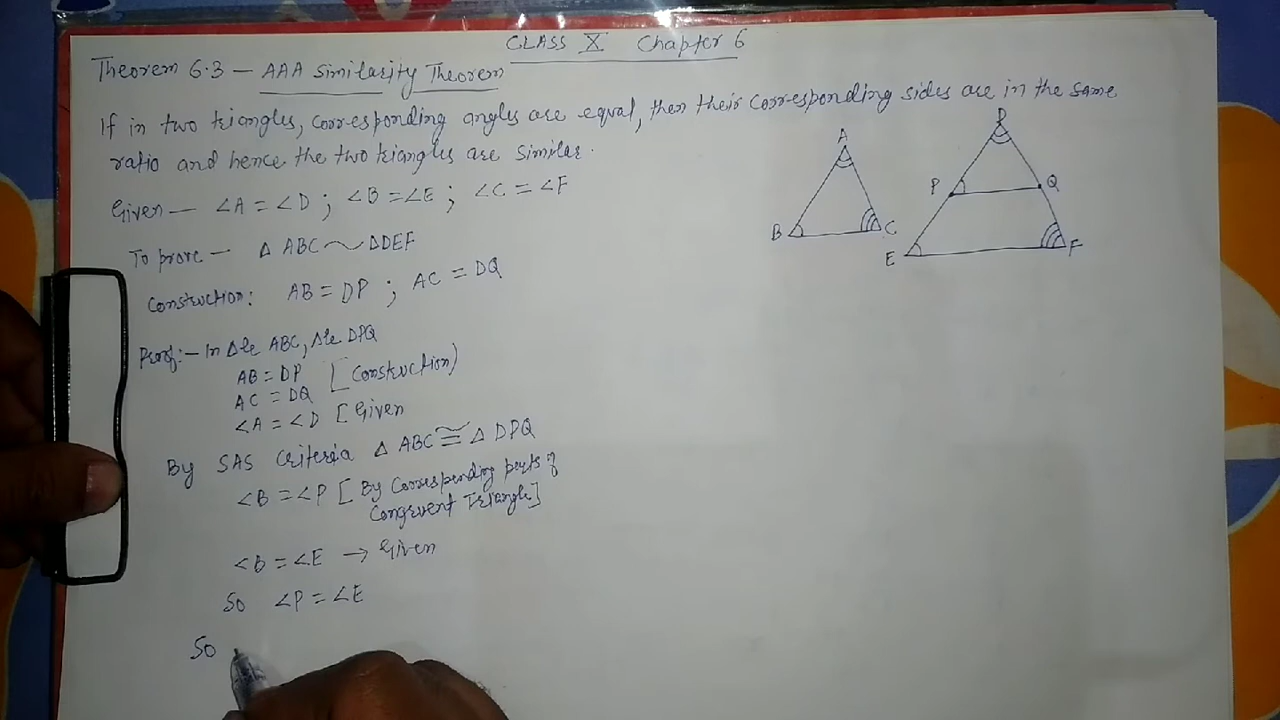 CLASS X Chapter 6
Theorem 6.3 — AAA Similarity Theorem
If in two triangles, corresponding angles are equal, then their corresponding sides are in the same
ratio and hence the two triangles are similar.
Given — ∠A = ∠D ; ∠B = ∠E ; ∠C = ∠F
To prove — Δ ABC ~ ΔDEF
Construction: AB = DP ; AC = DQ
Proof:- In Δle ABC, Δle DPQ
AB = DP [Construction)
AC = DQ
∠A = ∠D [Given
By SAS Criteria Δ ABC ≅ Δ DPQ
∠B = ∠P [By Corresponding parts of
Congruent Triangle]
∠B = ∠E → Given
So ∠P = ∠E
So
A
B
C
D
P
Q
E
F